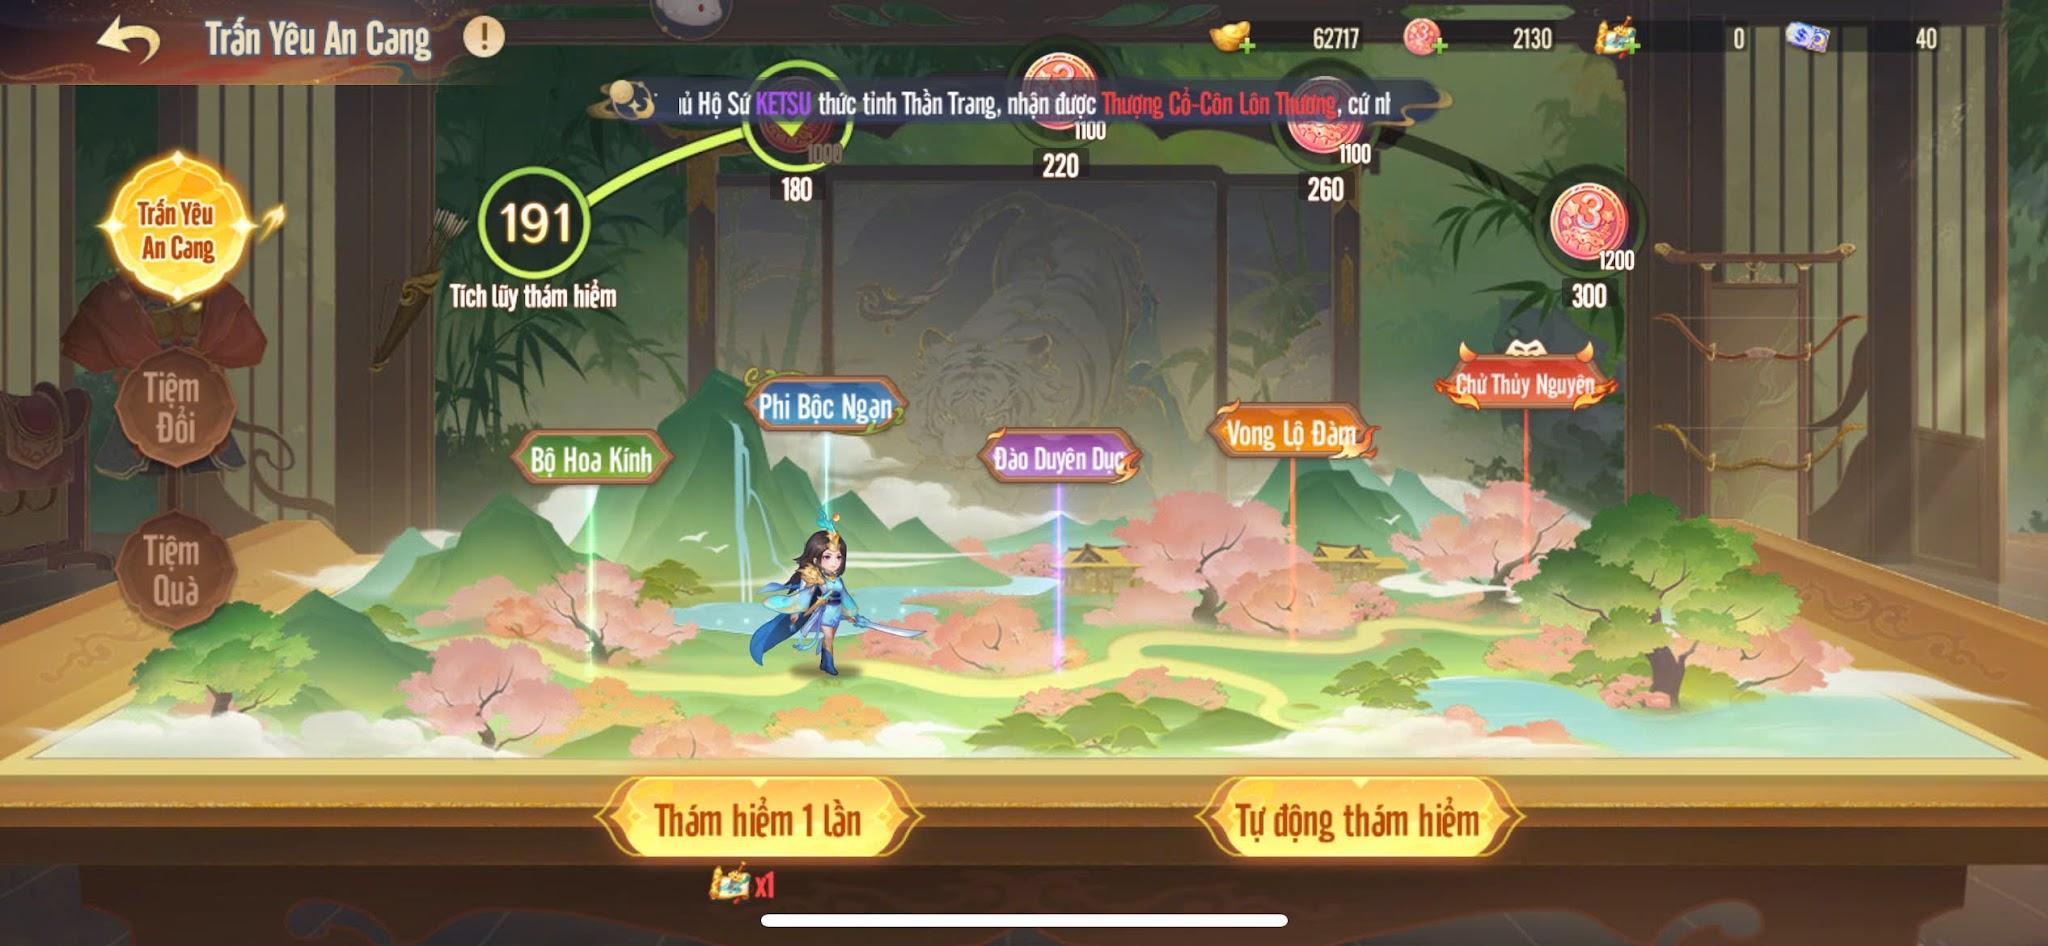 Trấn Yêu An Cang
!
62717
2130
0
40
ủ Hộ Sứ KETSU thức tỉnh Thần Trang, nhận được Thượng Cổ-Côn Lôn Thương, cứ nh
1000
180
1100
220
1100
260
3
1200
300
191
Tích lũy thám hiểm
Trấn Yêu
An Cang
Tiệm
Đổi
Tiệm
Quà
Bộ Hoa Kính
Phi Bộc Ngạn
Đào Duyên Dục
Vong Lộ Đàm
Chử Thủy Nguyên
Thám hiểm 1 lần
Tự động thám hiểm
x1